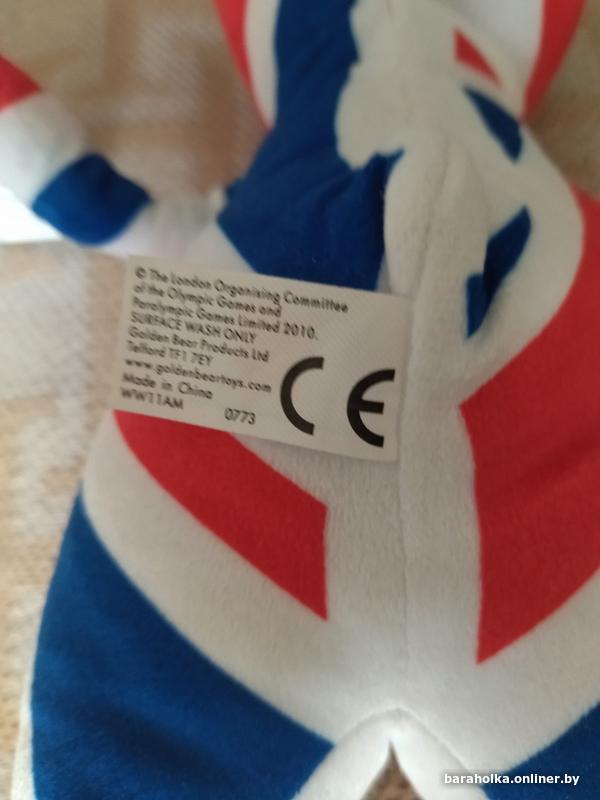 © The London Organising Committee
of the Olympic Games and
Paralympic Games Limited 2010.
SURFACE WASH ONLY
Golden Bear Products Ltd
Telford TF1 7EY
www.goldenbeartoys.com
Made in China
WW11AM 0773
CE
baraholka.onliner.by